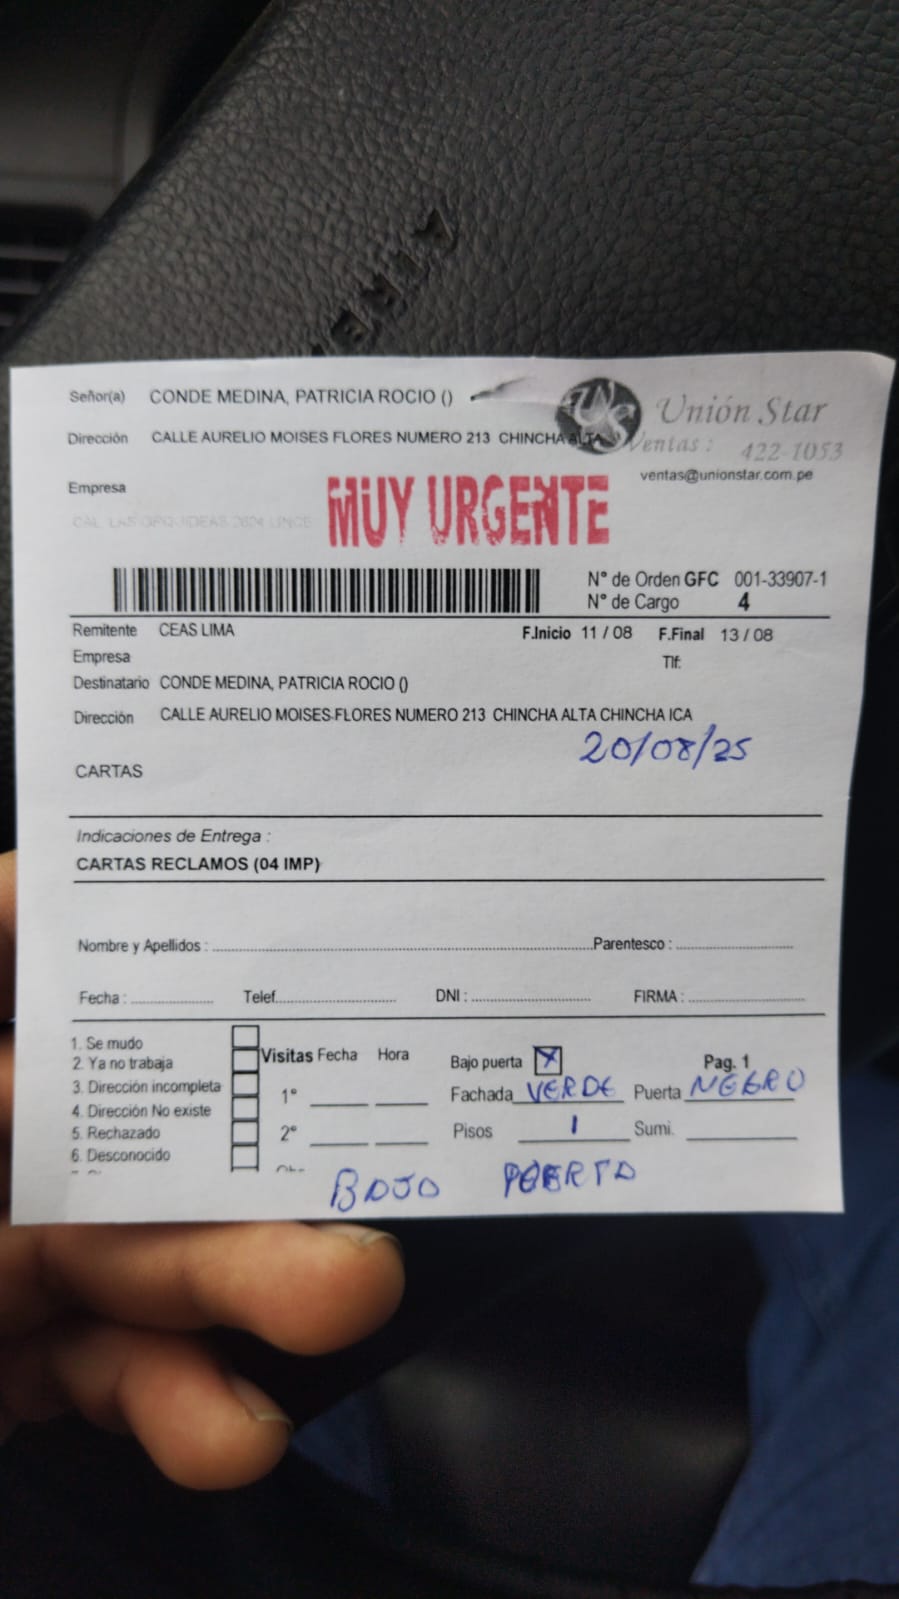 Señor(a) CONDE MEDINA, PATRICIA ROCIO ()
Unión Star
Dirección CALLE AURELIO MOISES FLORES NUMERO 213 CHINCHA ALTA
Ventas : 422-1053
ventas@unionstar.com.pe
Empresa
MUY URGENTE
N° de Orden GFC 001-33907-1
N° de Cargo 4
Remitente CEAS LIMA F.Inicio 11 / 08 F.Final 13 / 08
Empresa Tlf:
Destinatario CONDE MEDINA, PATRICIA ROCIO ()
Dirección CALLE AURELIO MOISES FLORES NUMERO 213 CHINCHA ALTA CHINCHA ICA
20/08/25
CARTAS
Indicaciones de Entrega :
CARTAS RECLAMOS (04 IMP)
Nombre y Apellidos : Parentesco :
Fecha : Telef. DNI : FIRMA :
1. Se mudo
2. Ya no trabaja
3. Dirección incompleta
4. Dirección No existe
5. Rechazado
6. Desconocido
Visitas Fecha Hora
1°
2°
Bajo puerta X Pag. 1
Fachada VERDE Puerta NEGRO
Pisos 1 Sumi.
BAJO PUERTA